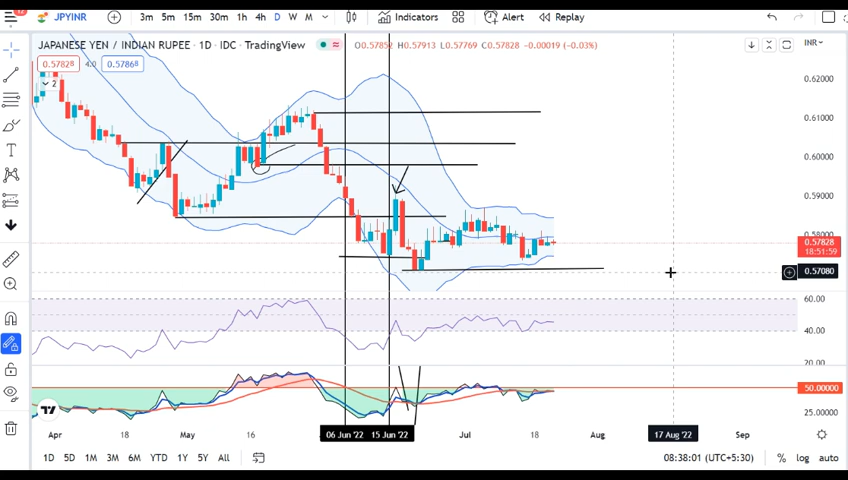 11 JPYINR 3m 5m 15m 30m 1h 4h D W M Indicators Alert Replay
JAPANESE YEN / INDIAN RUPEE · 1D · IDC · TradingView O0.57852 H0.57913 L0.57769 C0.57828 -0.00019 (-0.03%) INR
0.57828 4.0 0.57868
2
0.62000
0.61000
0.60000
0.59000
0.58000
0.57828
18:51:59
0.57080
60.00
40.00
20.00
50.00000
25.00000
Apr 18 May 16 06 Jun '22 15 Jun '22 Jul 18 Aug 17 Aug '22 Sep
1D 5D 1M 3M 6M YTD 1Y 5Y All 08:38:01 (UTC+5:30) % log auto